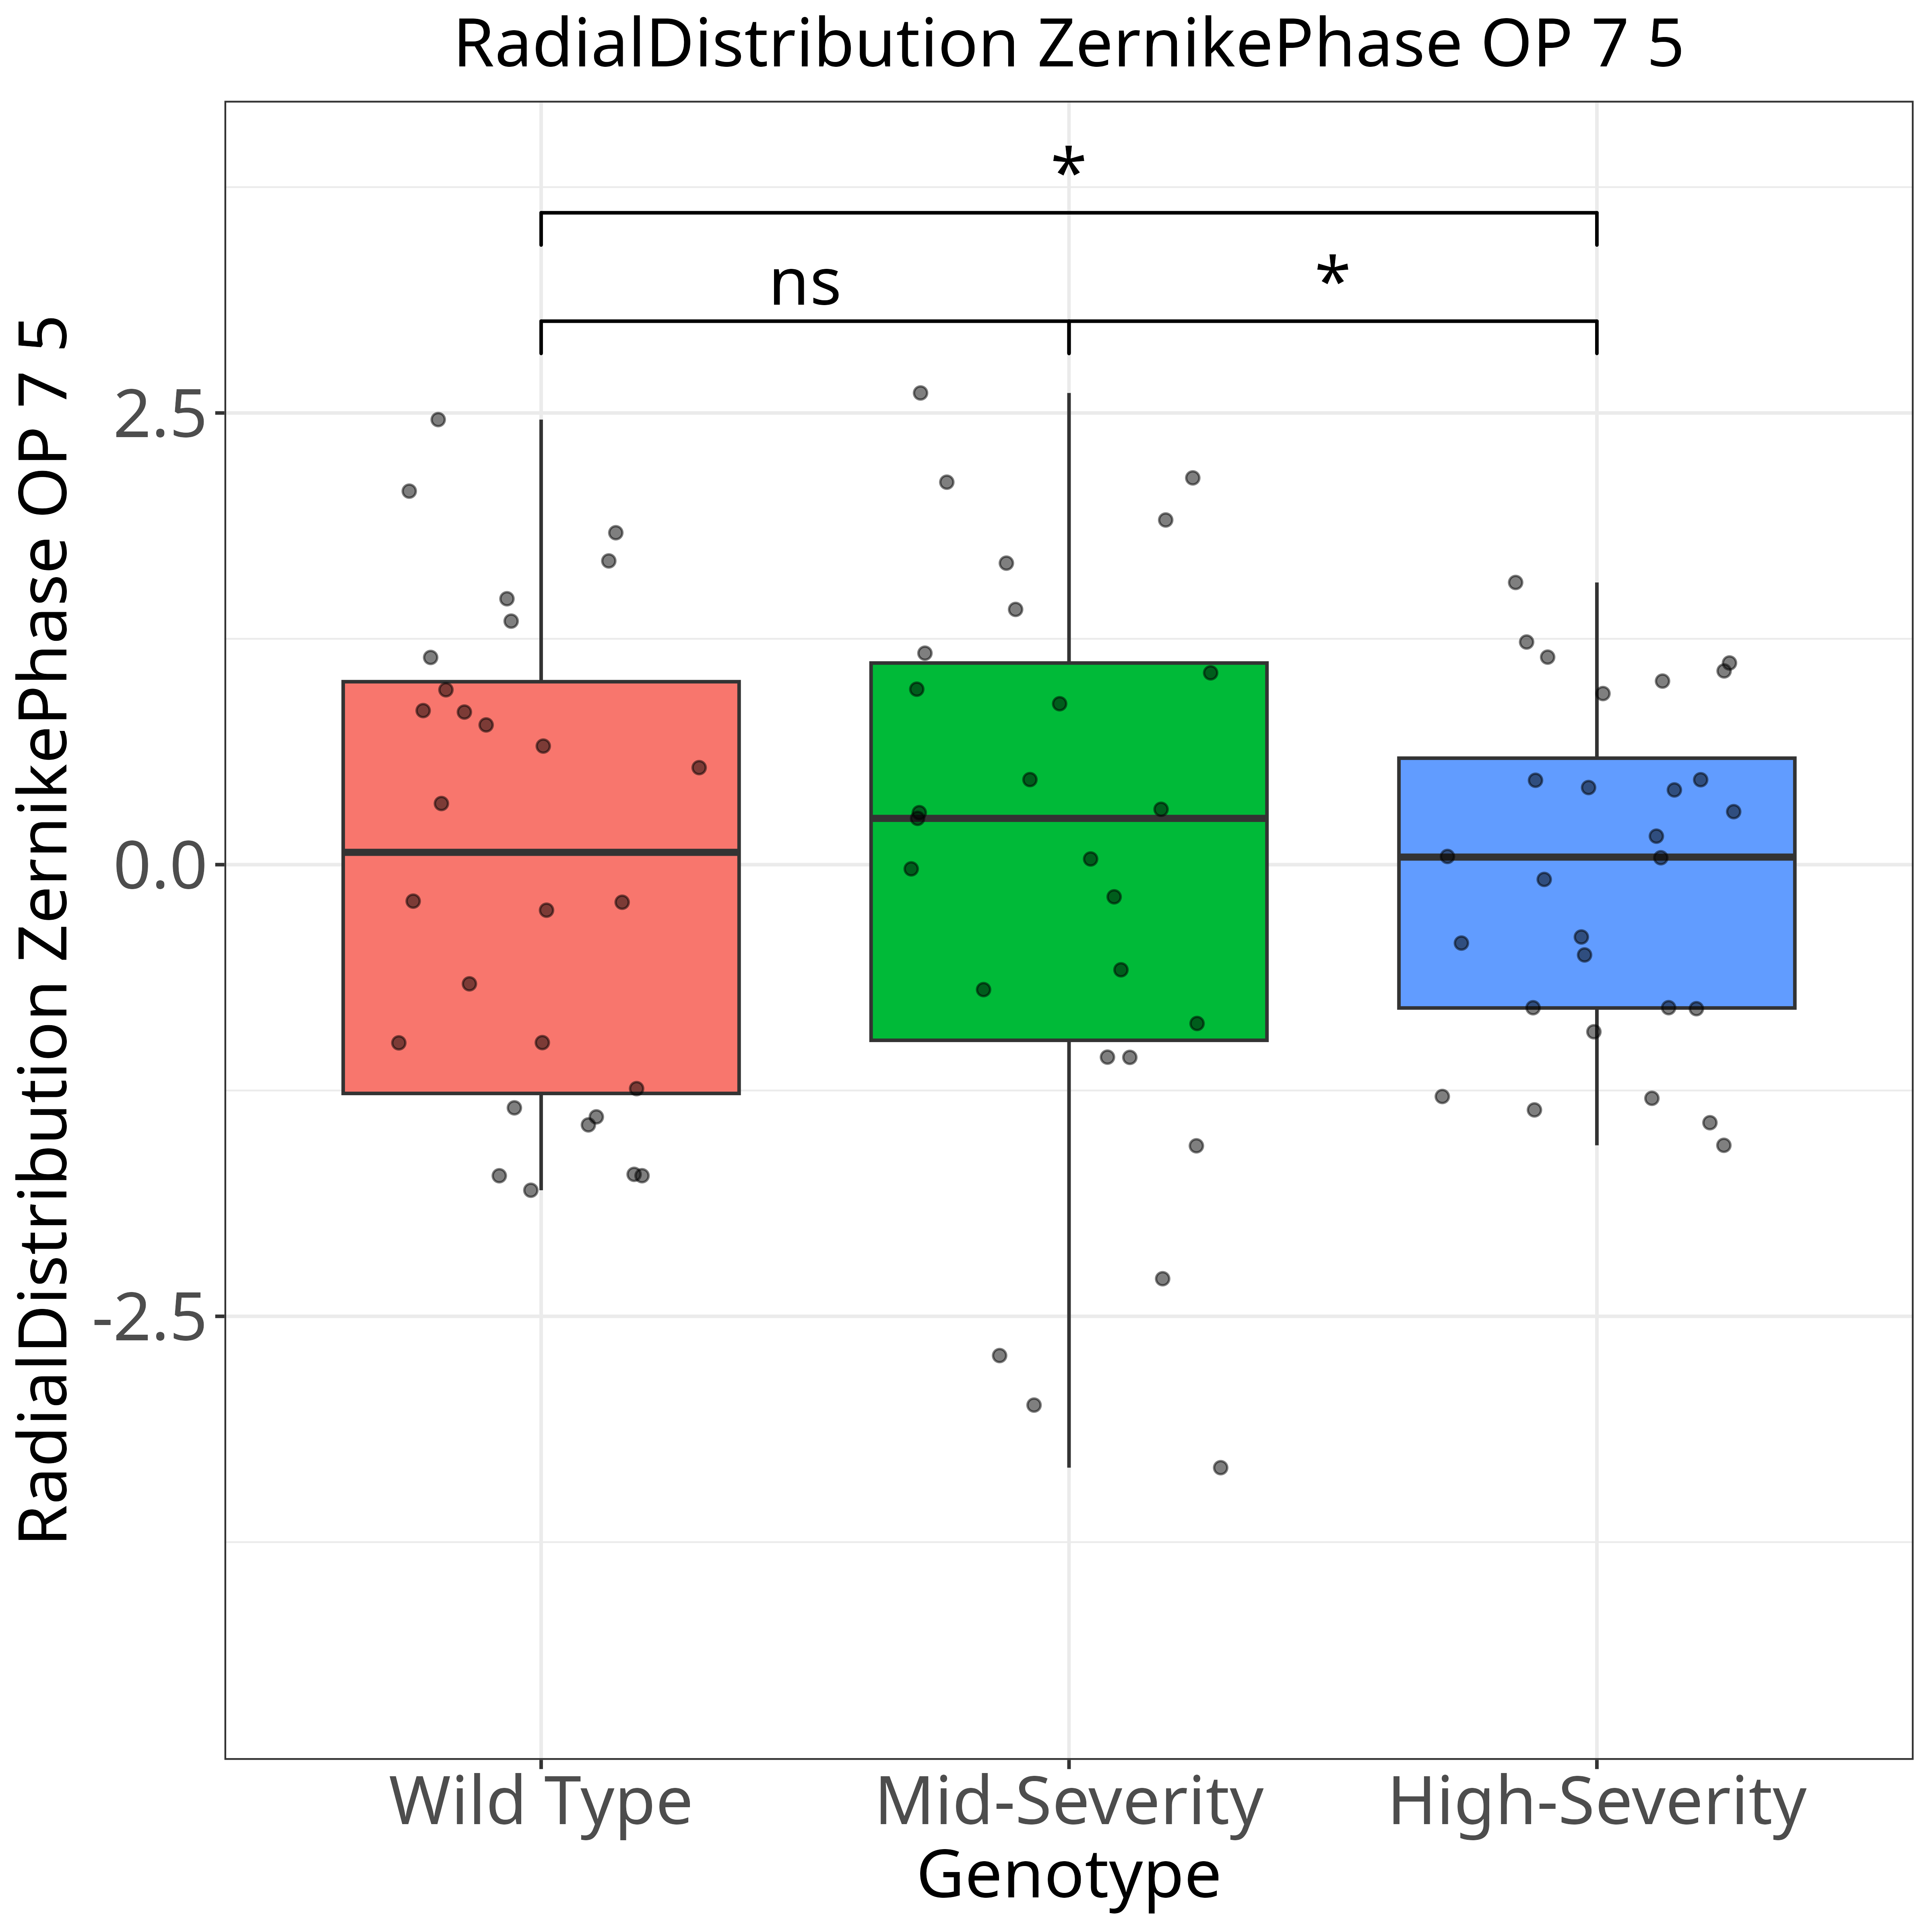 RadialDistribution ZernikePhase OP 7 5
*
ns
*
RadialDistribution ZernikePhase OP 7 5
2.5
0.0
-2.5
Wild Type
Mid-Severity
High-Severity
Genotype